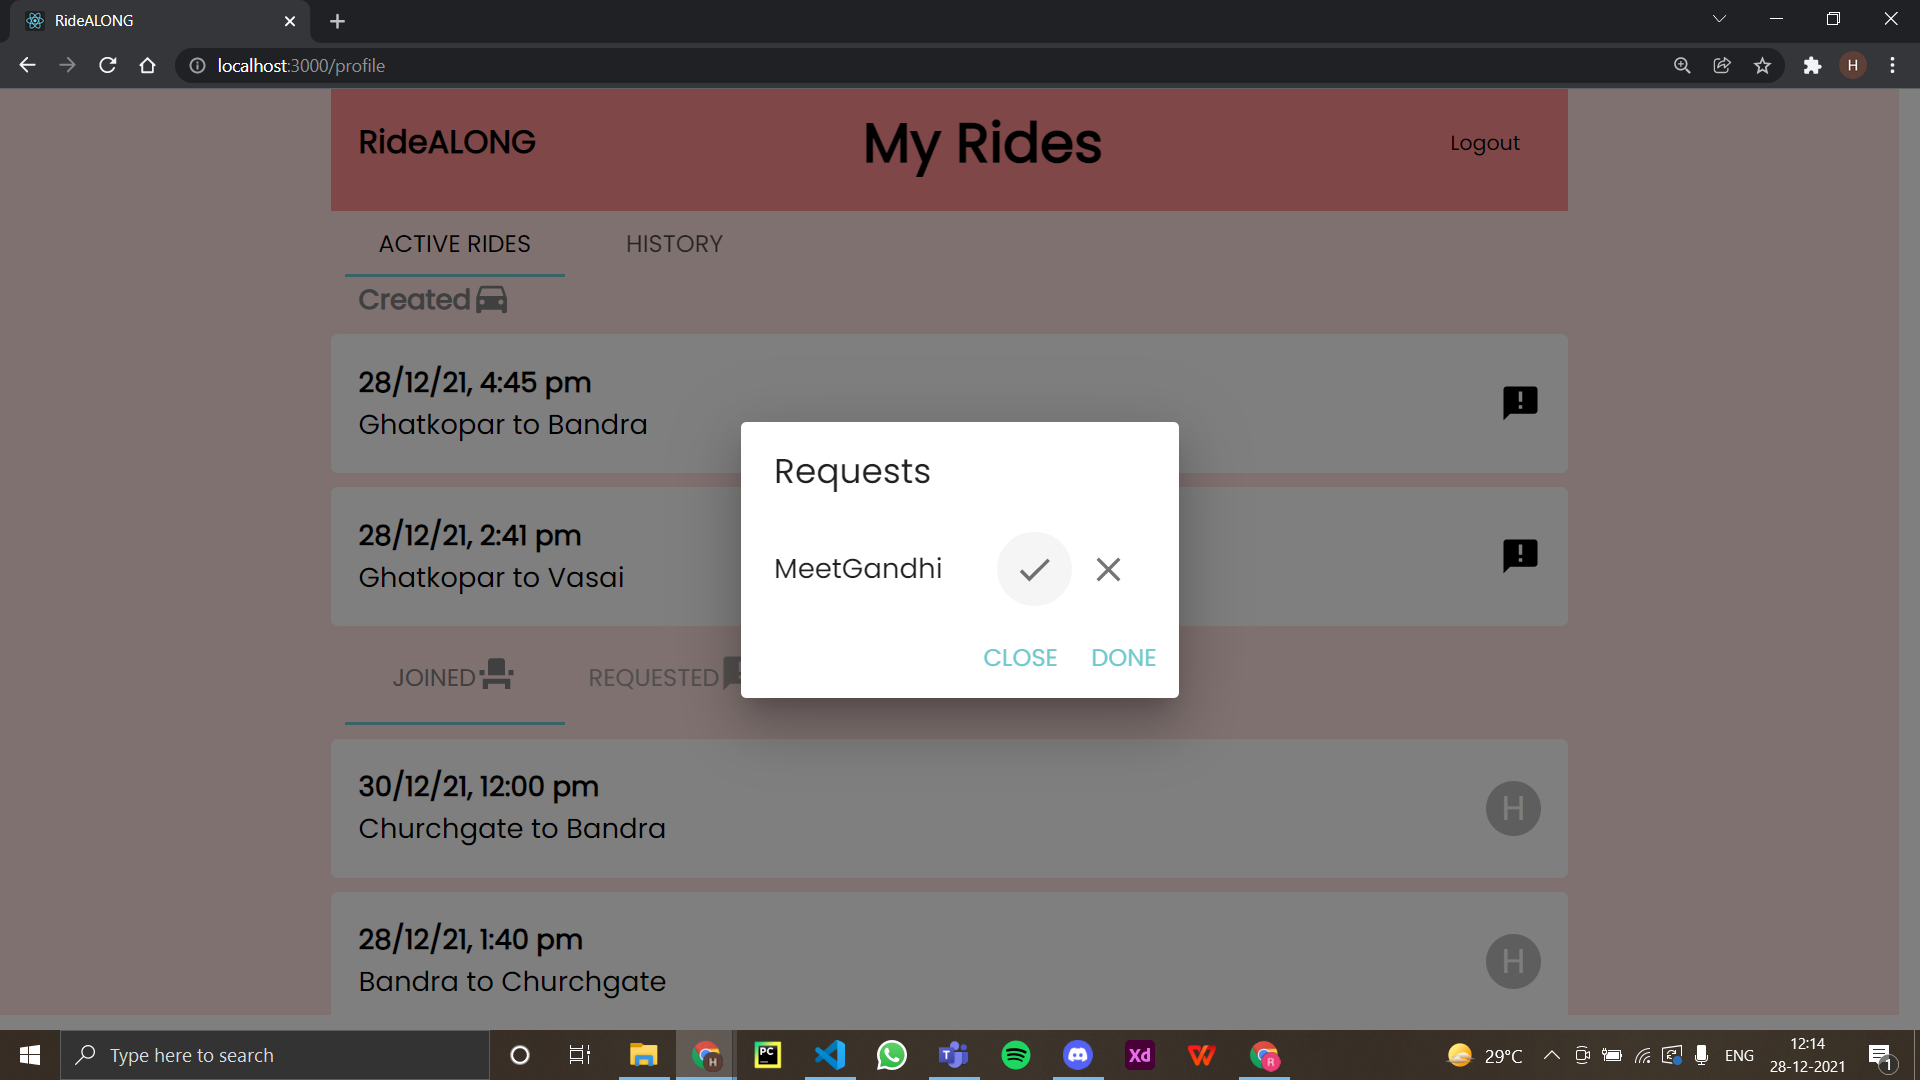 RideALONG
localhost:3000/profile
H
RideALONG
My Rides
Logout
ACTIVE RIDES
HISTORY
Created
28/12/21, 4:45 pm
Ghatkopar to Bandra
28/12/21, 2:41 pm
Ghatkopar to Vasai
Requests
MeetGandhi
CLOSE
DONE
JOINED
REQUESTED
30/12/21, 12:00 pm
Churchgate to Bandra
H
28/12/21, 1:40 pm
Bandra to Churchgate
H
Type here to search
H
PC
T
Xd
W
R
29°C
ENG
12:14
28-12-2021
1